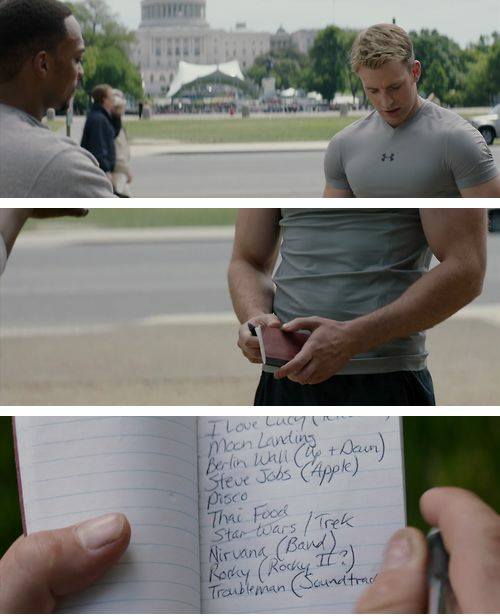 I Love Lucy
Moon Landing
Berlin Wall (Up + Down)
Steve Jobs (Apple)
Disco
Thai Food
Star Wars / Trek
Nirvana (Band)
Rocky (Rocky II?)
Troubleman (Soundtrac